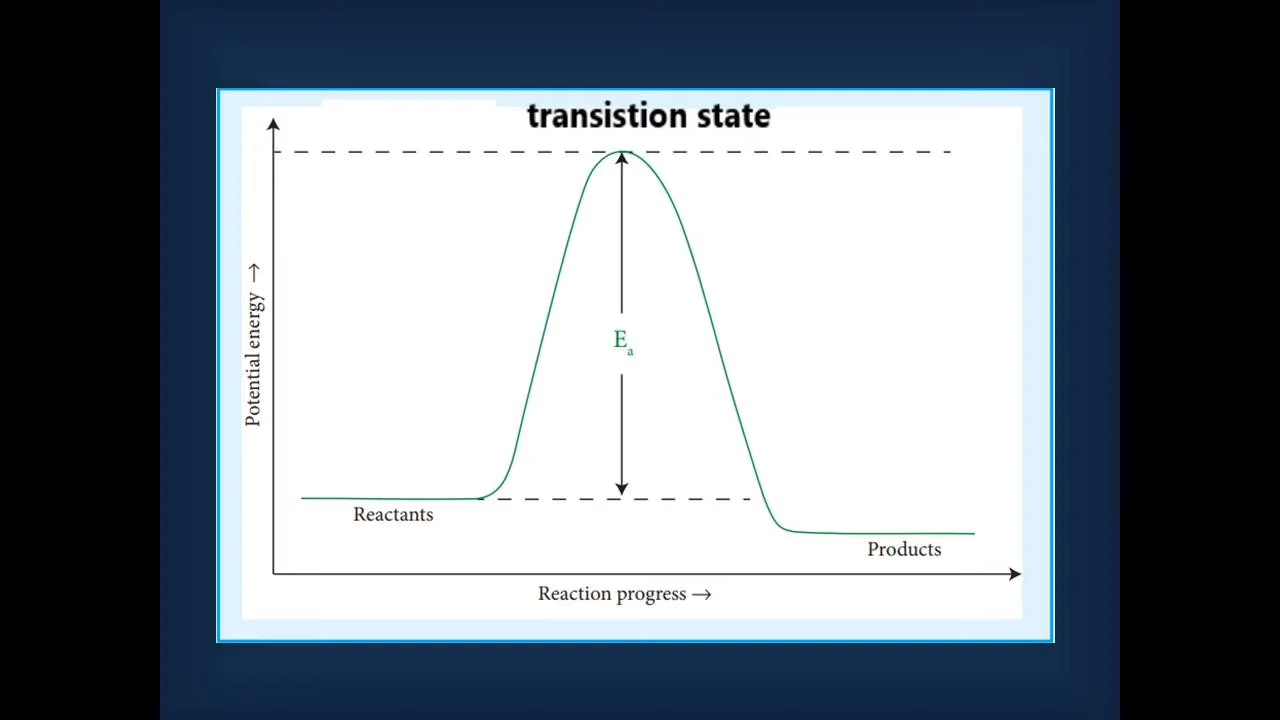 transistion state
Potential energy →
Ea
Reactants
Products
Reaction progress →